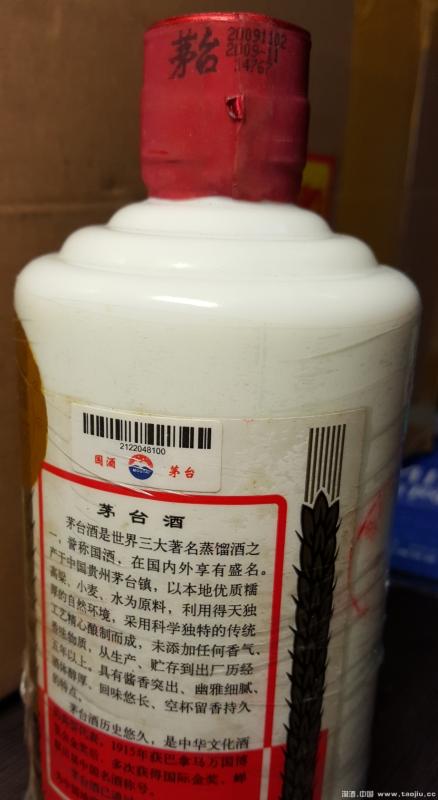 茅台
20091102
2009-11
14767
2122048100
国酒
茅台
茅台酒
茅台酒是世界三大著名蒸馏酒之
一，誉称国酒，在国内外享有盛名。
产于中国贵州茅台镇，以本地优质糯
高粱、小麦、水为原料，利用得天独
厚的自然环境，采用科学独特的传统
工艺精心酿制而成，未添加任何香气、
香味物质，从生产、贮存到出厂历经
五年以上。具有酱香突出、幽雅细腻、
酒体醇厚、回味悠长、空杯留香持久
的特点。
茅台酒历史悠久，是中华文化酒
1915年获巴拿马万国博
多次获得国际金奖，蝉
国酒.中国 www.taojiu.cc